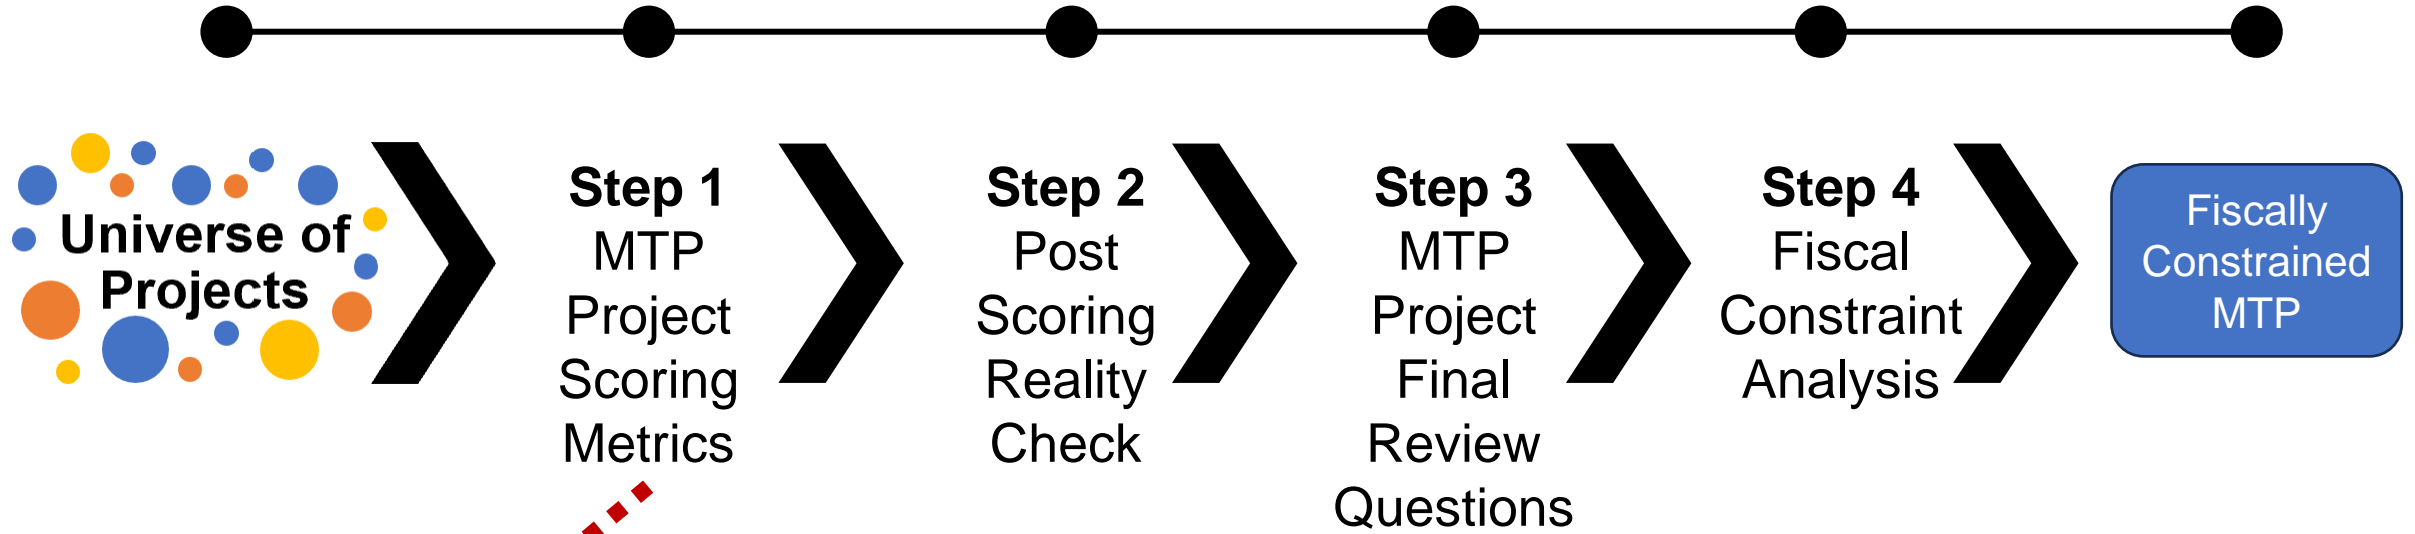 Universe of
Projects
Step 1
MTP
Project
Scoring
Metrics
Step 2
Post
Scoring
Reality
Check
Step 3
MTP
Project
Final
Review
Questions
Step 4
Fiscal
Constraint
Analysis
Fiscally
Constrained
MTP